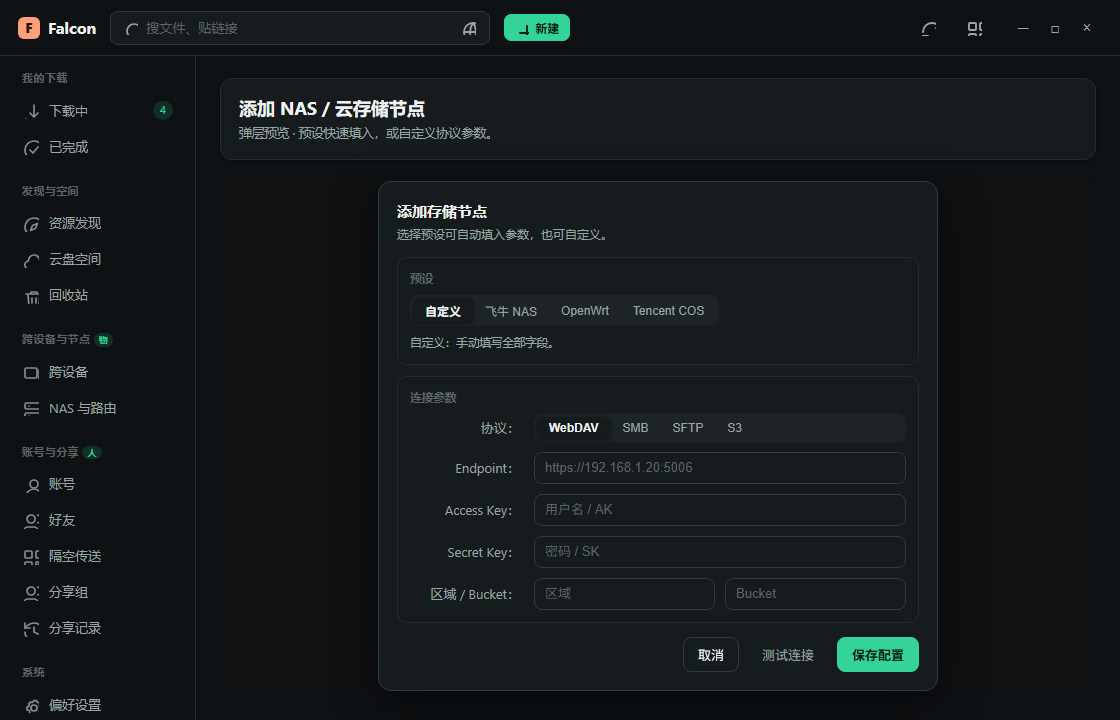 F Falcon
搜文件、贴链接
新建
我的下载
下载中 4
已完成
发现与空间
资源发现
云盘空间
回收站
跨设备与节点 物
跨设备
NAS 与路由
账号与分享 人
账号
好友
隔空传送
分享组
分享记录
系统
偏好设置
添加 NAS / 云存储节点
弹层预览 · 预设快速填入，或自定义协议参数。
添加存储节点
选择预设可自动填入参数，也可自定义。
预设
自定义 飞牛 NAS OpenWrt Tencent COS
自定义：手动填写全部字段。
连接参数
协议： WebDAV SMB SFTP S3
Endpoint： https://192.168.1.20:5006
Access Key： 用户名 / AK
Secret Key： 密码 / SK
区域 / Bucket： 区域 Bucket
取消 测试连接 保存配置